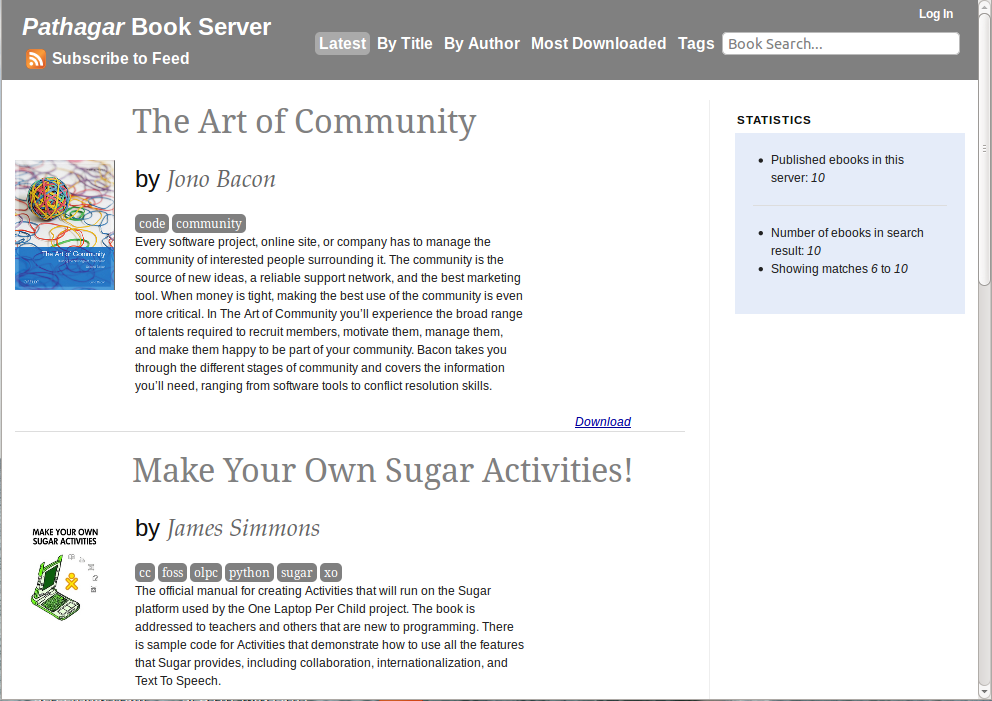 Log In
Pathagar Book Server
Latest By Title By Author Most Downloaded Tags Book Search...
Subscribe to Feed
The Art of Community
by Jono Bacon
The Art of Community
code community
Every software project, online site, or company has to manage the
community of interested people surrounding it. The community is the
source of new ideas, a reliable support network, and the best marketing
tool. When money is tight, making the best use of the community is even
more critical. In The Art of Community you’ll experience the broad range
of talents required to recruit members, motivate them, manage them,
and make them happy to be part of your community. Bacon takes you
through the different stages of community and covers the information
you’ll need, ranging from software tools to conflict resolution skills.
Download
Make Your Own Sugar Activities!
by James Simmons
MAKE YOUR OWN
SUGAR ACTIVITIES
cc foss olpc python sugar xo
The official manual for creating Activities that will run on the Sugar
platform used by the One Laptop Per Child project. The book is
addressed to teachers and others that are new to programming. There
is sample code for Activities that demonstrate how to use all the features
that Sugar provides, including collaboration, internationalization, and
Text To Speech.
STATISTICS
Published ebooks in this
server: 10
Number of ebooks in search
result: 10
Showing matches 6 to 10